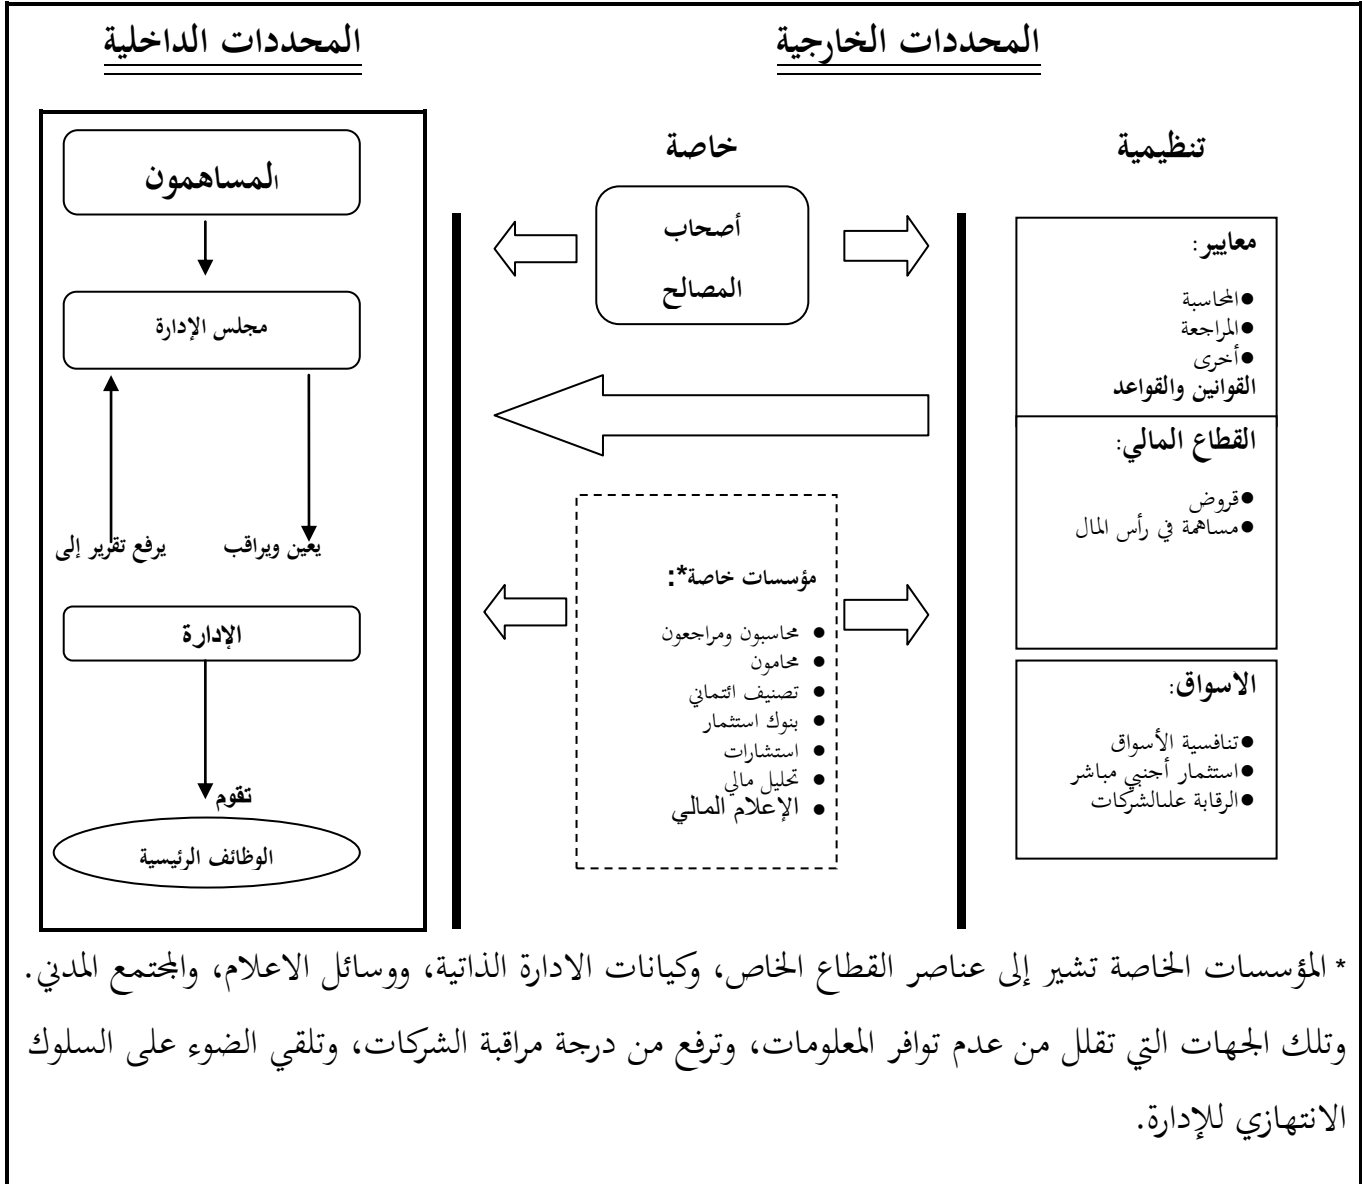 المحددات الخارجية
المحددات الداخلية
تنظيمية
معايير:
●المحاسبة
●المراجعة
●أخرى
القوانين والقواعد
القطاع المالي:
●قروض
●مساهمة في رأس المال
الاسواق:
●تنافسية الأسواق
●استثمار أجنبي مباشر
●الرقابة علىالشركات
خاصة
أصحاب
المصالح
مؤسسات خاصة*:
● محاسبون ومراجعون
● محامون
● تصنيف ائتماني
● بنوك استثمار
● استشارات
● تحليل مالي
● الإعلام المالي
المساهمون
مجلس الإدارة
يعين ويراقب
يرفع تقرير إلى
الإدارة
تقوم
الوظائف الرئيسية
* المؤسسات الخاصة تشير إلى عناصر القطاع الخاص، وكيانات الادارة الذاتية، ووسائل الاعلام، والمجتمع المدني.
وتلك الجهات التي تقلل من عدم توافر المعلومات، وترفع من درجة مراقبة الشركات، وتلقي الضوء على السلوك
الانتهازي للإدارة.